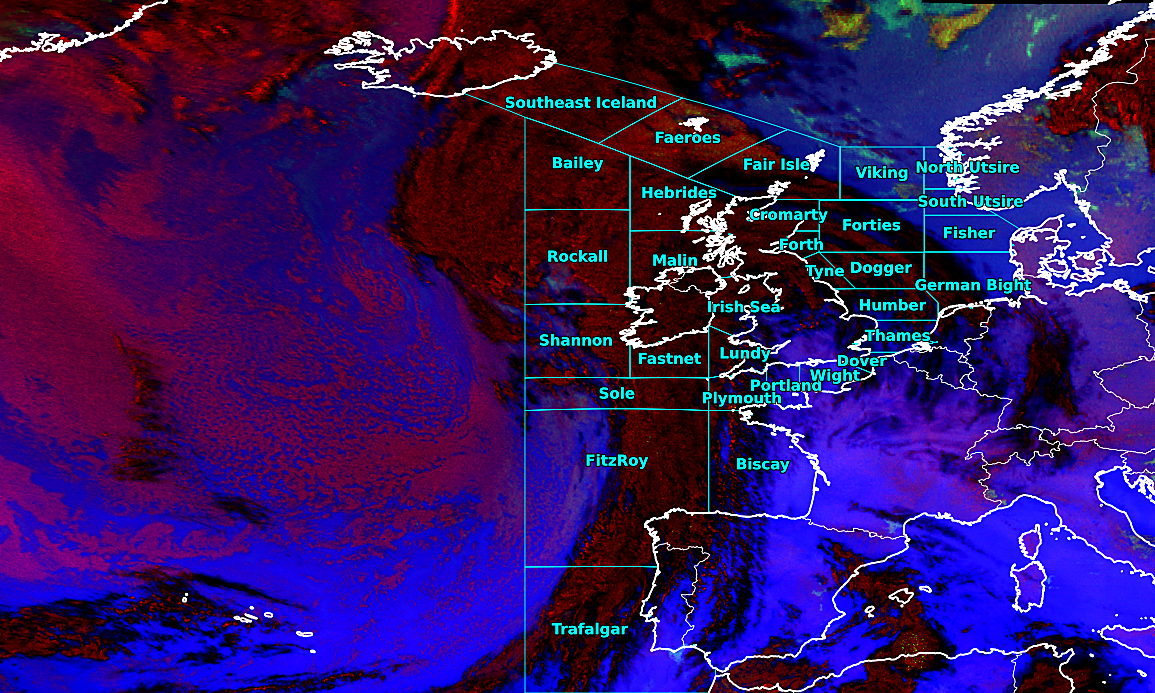 Southeast Iceland
Faeroes
Bailey
Fair Isle
Viking
North Utsire
Hebrides
South Utsire
Cromarty
Forties
Fisher
Forth
Rockall
Malin
Tyne
Dogger
German Bight
Irish Sea
Humber
Shannon
Thames
Fastnet
Lundy
Dover
Wight
Portland
Sole
Plymouth
FitzRoy
Biscay
Trafalgar